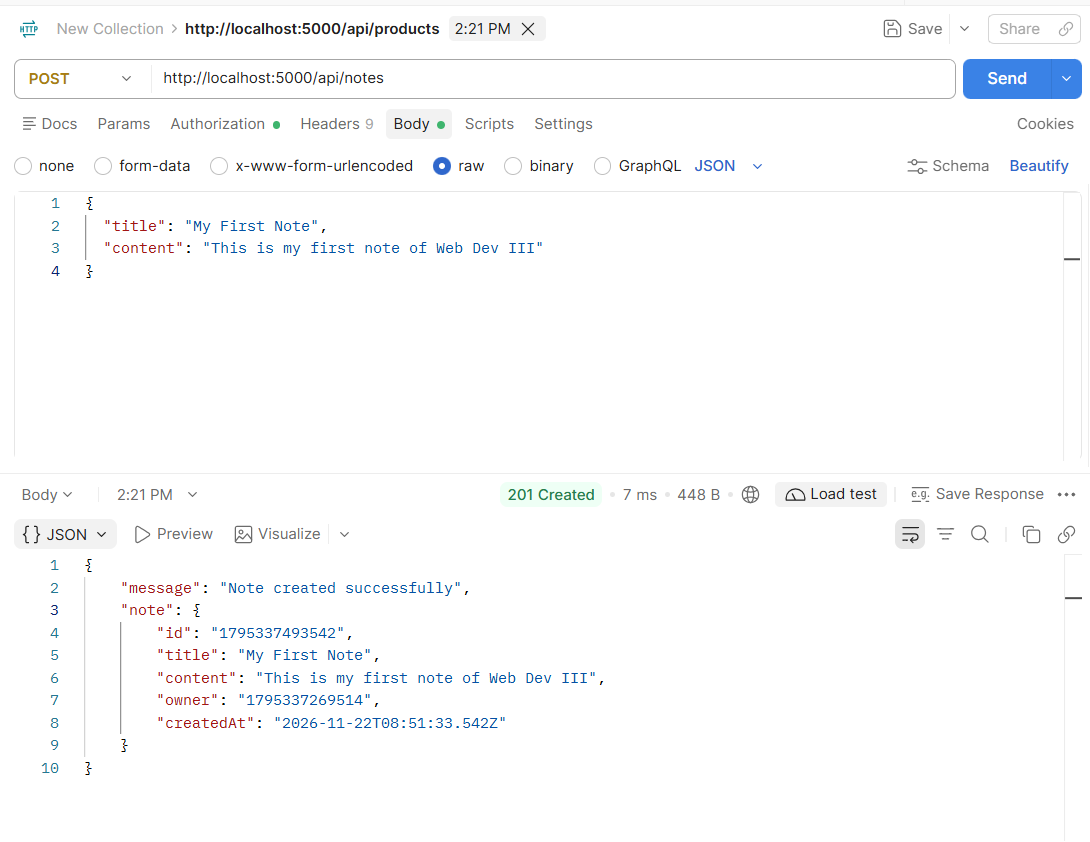 HTTP New Collection > http://localhost:5000/api/products 2:21 PM Save Share
POST http://localhost:5000/api/notes Send
Docs Params Authorization Headers 9 Body Scripts Settings Cookies
none form-data x-www-form-urlencoded raw binary GraphQL JSON Schema Beautify
1 {
2 "title": "My First Note",
3 "content": "This is my first note of Web Dev III"
4 }
Body 2:21 PM 201 Created 7 ms 448 B Load test e.g. Save Response
{} JSON Preview Visualize
1 {
2 "message": "Note created successfully",
3 "note": {
4 "id": "1795337493542",
5 "title": "My First Note",
6 "content": "This is my first note of Web Dev III",
7 "owner": "1795337269514",
8 "createdAt": "2026-11-22T08:51:33.542Z"
9 }
10 }